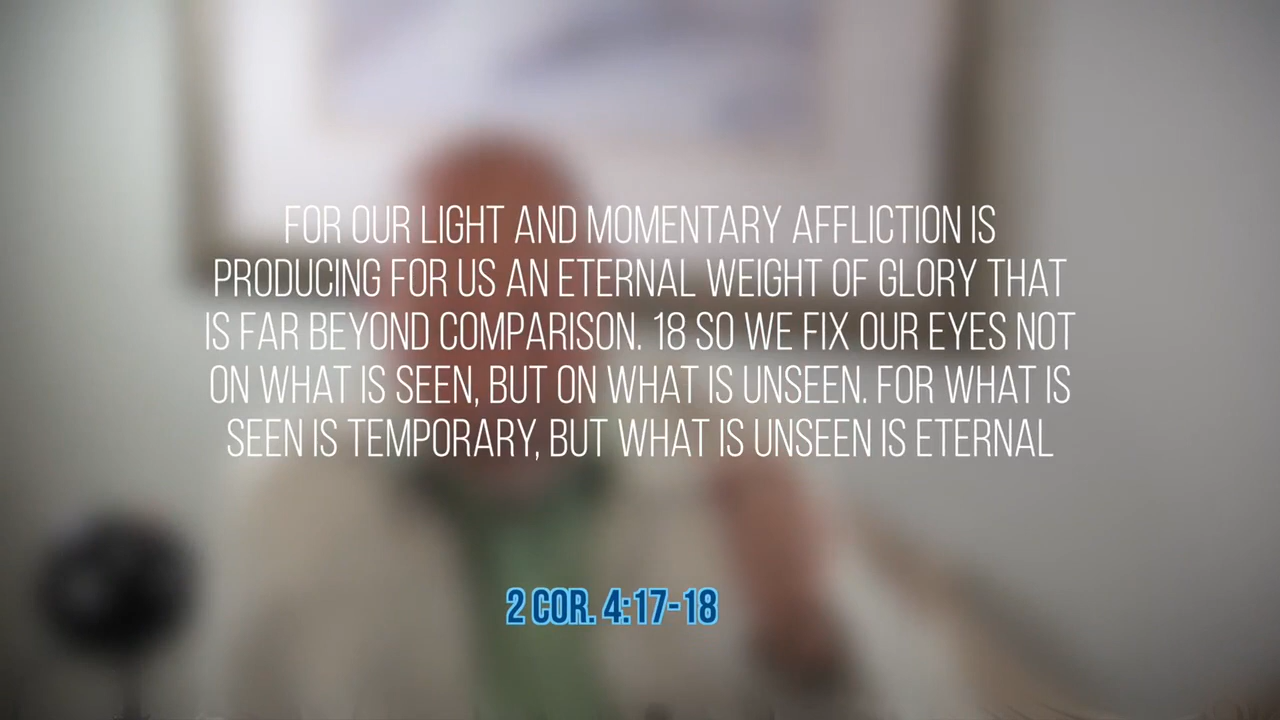 FOR OUR LIGHT AND MOMENTARY AFFLICTION IS
PRODUCING FOR US AN ETERNAL WEIGHT OF GLORY THAT
IS FAR BEYOND COMPARISON. 18 SO WE FIX OUR EYES NOT
ON WHAT IS SEEN, BUT ON WHAT IS UNSEEN. FOR WHAT IS
SEEN IS TEMPORARY, BUT WHAT IS UNSEEN IS ETERNAL
2 COR. 4:17-18